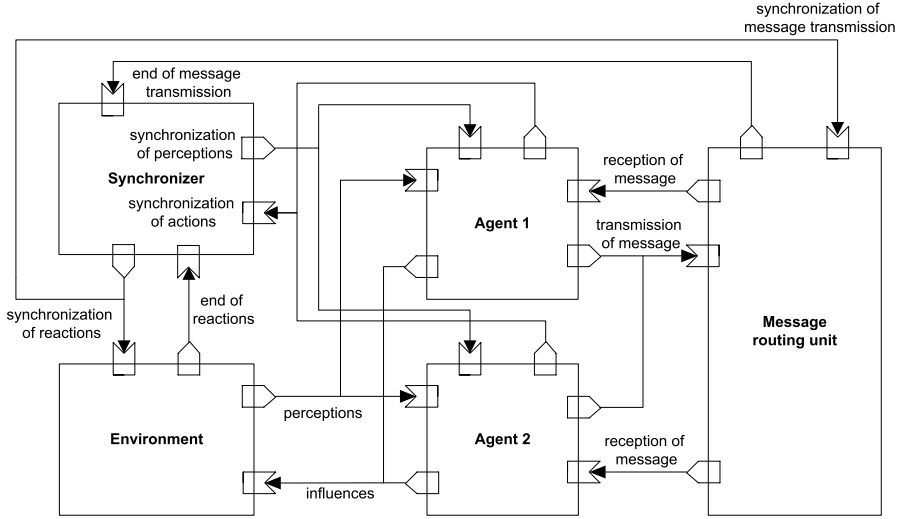 synchronization of
message transmission
end of message
transmission
synchronization
of perceptions
Synchronizer
synchronization
of actions
reception of
message
Agent 1
transmission
of message
synchronization
of reactions
end of
reactions
Message
routing unit
perceptions
Environment
Agent 2
reception of
message
influences